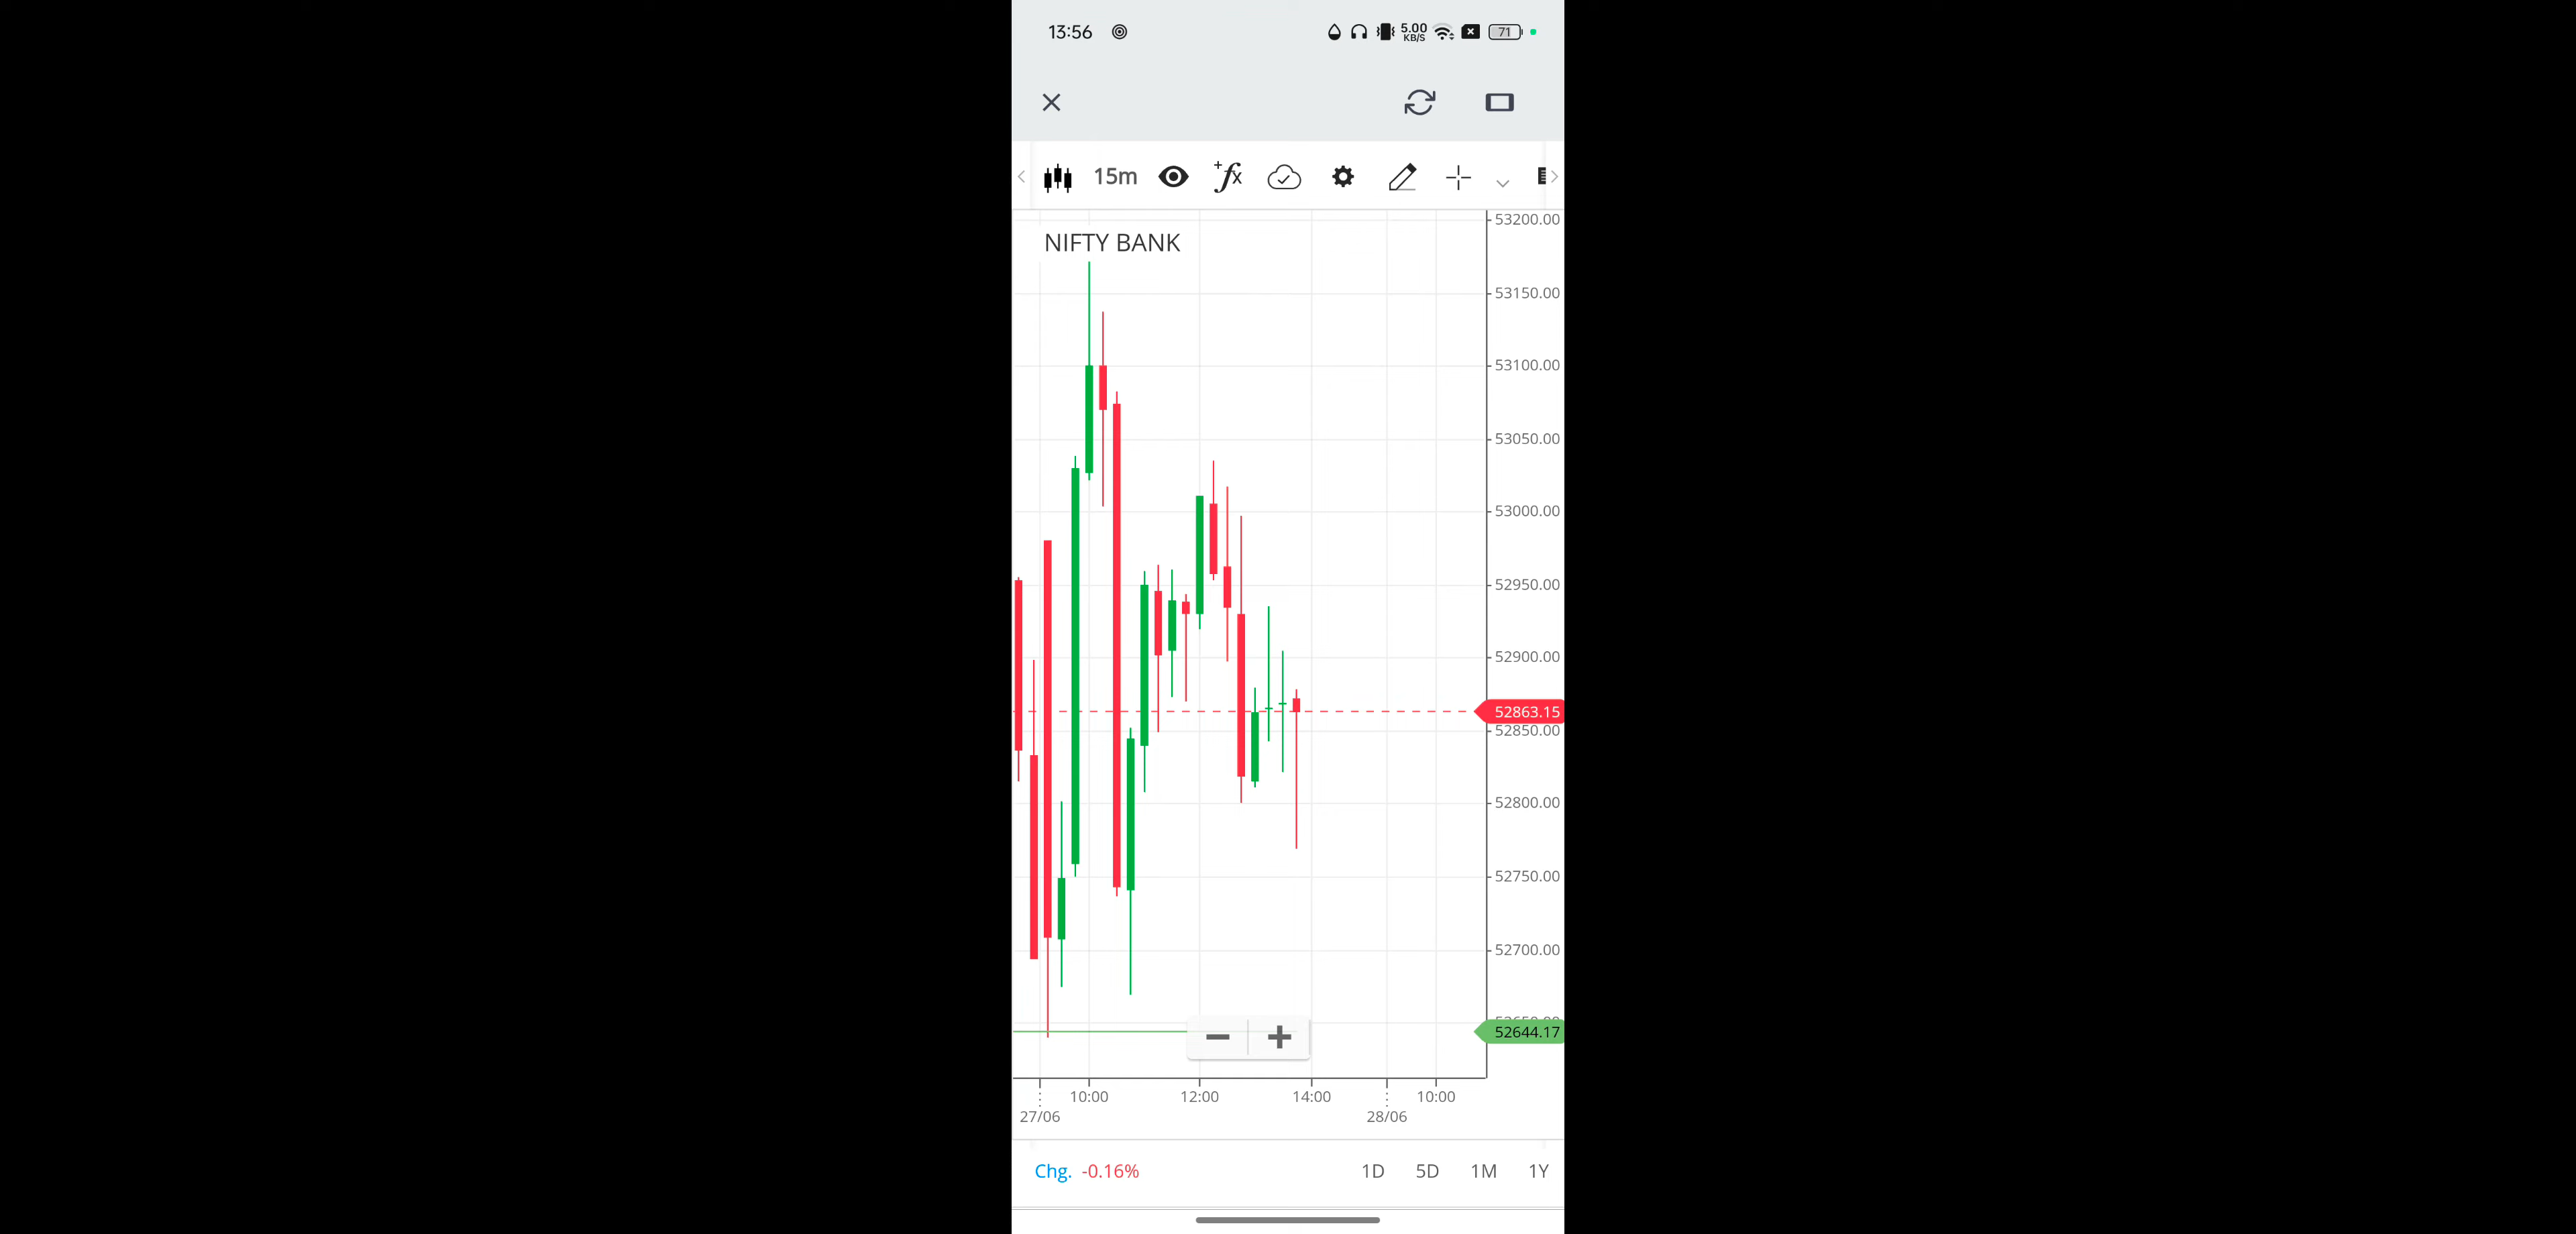 13:56
5.00
KB/S
71
15m
fx
NIFTY BANK
53200.00
53150.00
53100.00
53050.00
53000.00
52950.00
52900.00
52863.15
52850.00
52800.00
52750.00
52700.00
52644.17
10:00 12:00 14:00 10:00
27/06 28/06
Chg. -0.16% 1D 5D 1M 1Y